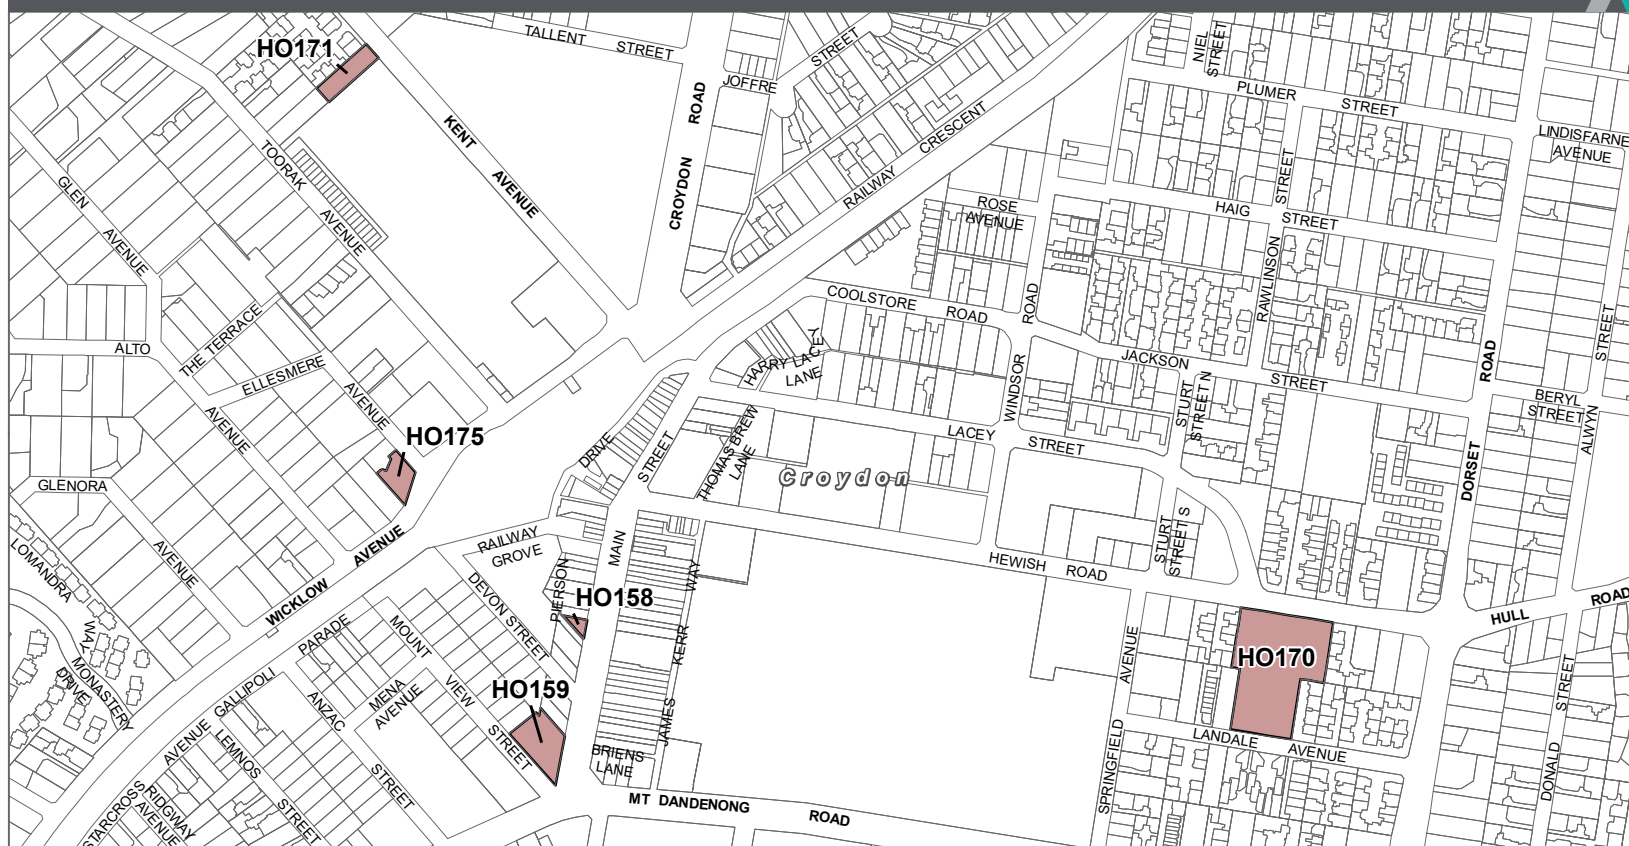 HO171
TALLENT STREET
STREET
JOFFRE
NIEL
STREET
PLUMER STREET
LINDISFARNE
AVENUE
KENT
AVENUE
CROYDON ROAD
RAILWAY CRESCENT
TOORAK
AVENUE
GLEN
AVENUE
ROSE
AVENUE
HAIG STREET
RAWLINSON STREET
COOLSTORE ROAD
WINDSOR ROAD
HARRY LACEY
LANE
JACKSON STREET
STURT
STREET N
BERYL
STREET
ALWYN STREET
DORSET ROAD
ALTO
THE TERRACE
ELLESMERE
AVENUE
AVENUE
HO175
GLENORA
AVENUE
DRIVE
STREET
THOMAS BREW
LANE
LACEY STREET
Croydon
WICKLOW AVENUE
RAILWAY
GROVE
MAIN
HEWISH ROAD
STURT
STREET S
LOMANDRA
WAY
MONASTERY
DRIVE
DEVON STREET
PIERSON
HO158
JAMES KERR WAY
HULL ROAD
HO170
GALLIPOLI PARADE
MOUNT
VIEW
STREET
MENA
AVENUE
ANZAC
STREET
HO159
BRIENS
LANE
AVENUE
LEMNOS
STREET
STARCROSS
AVENUE
RIDGWAY
AVENUE
MT DANDENONG ROAD
SPRINGFIELD AVENUE
LANDALE AVENUE
DONALD STREET